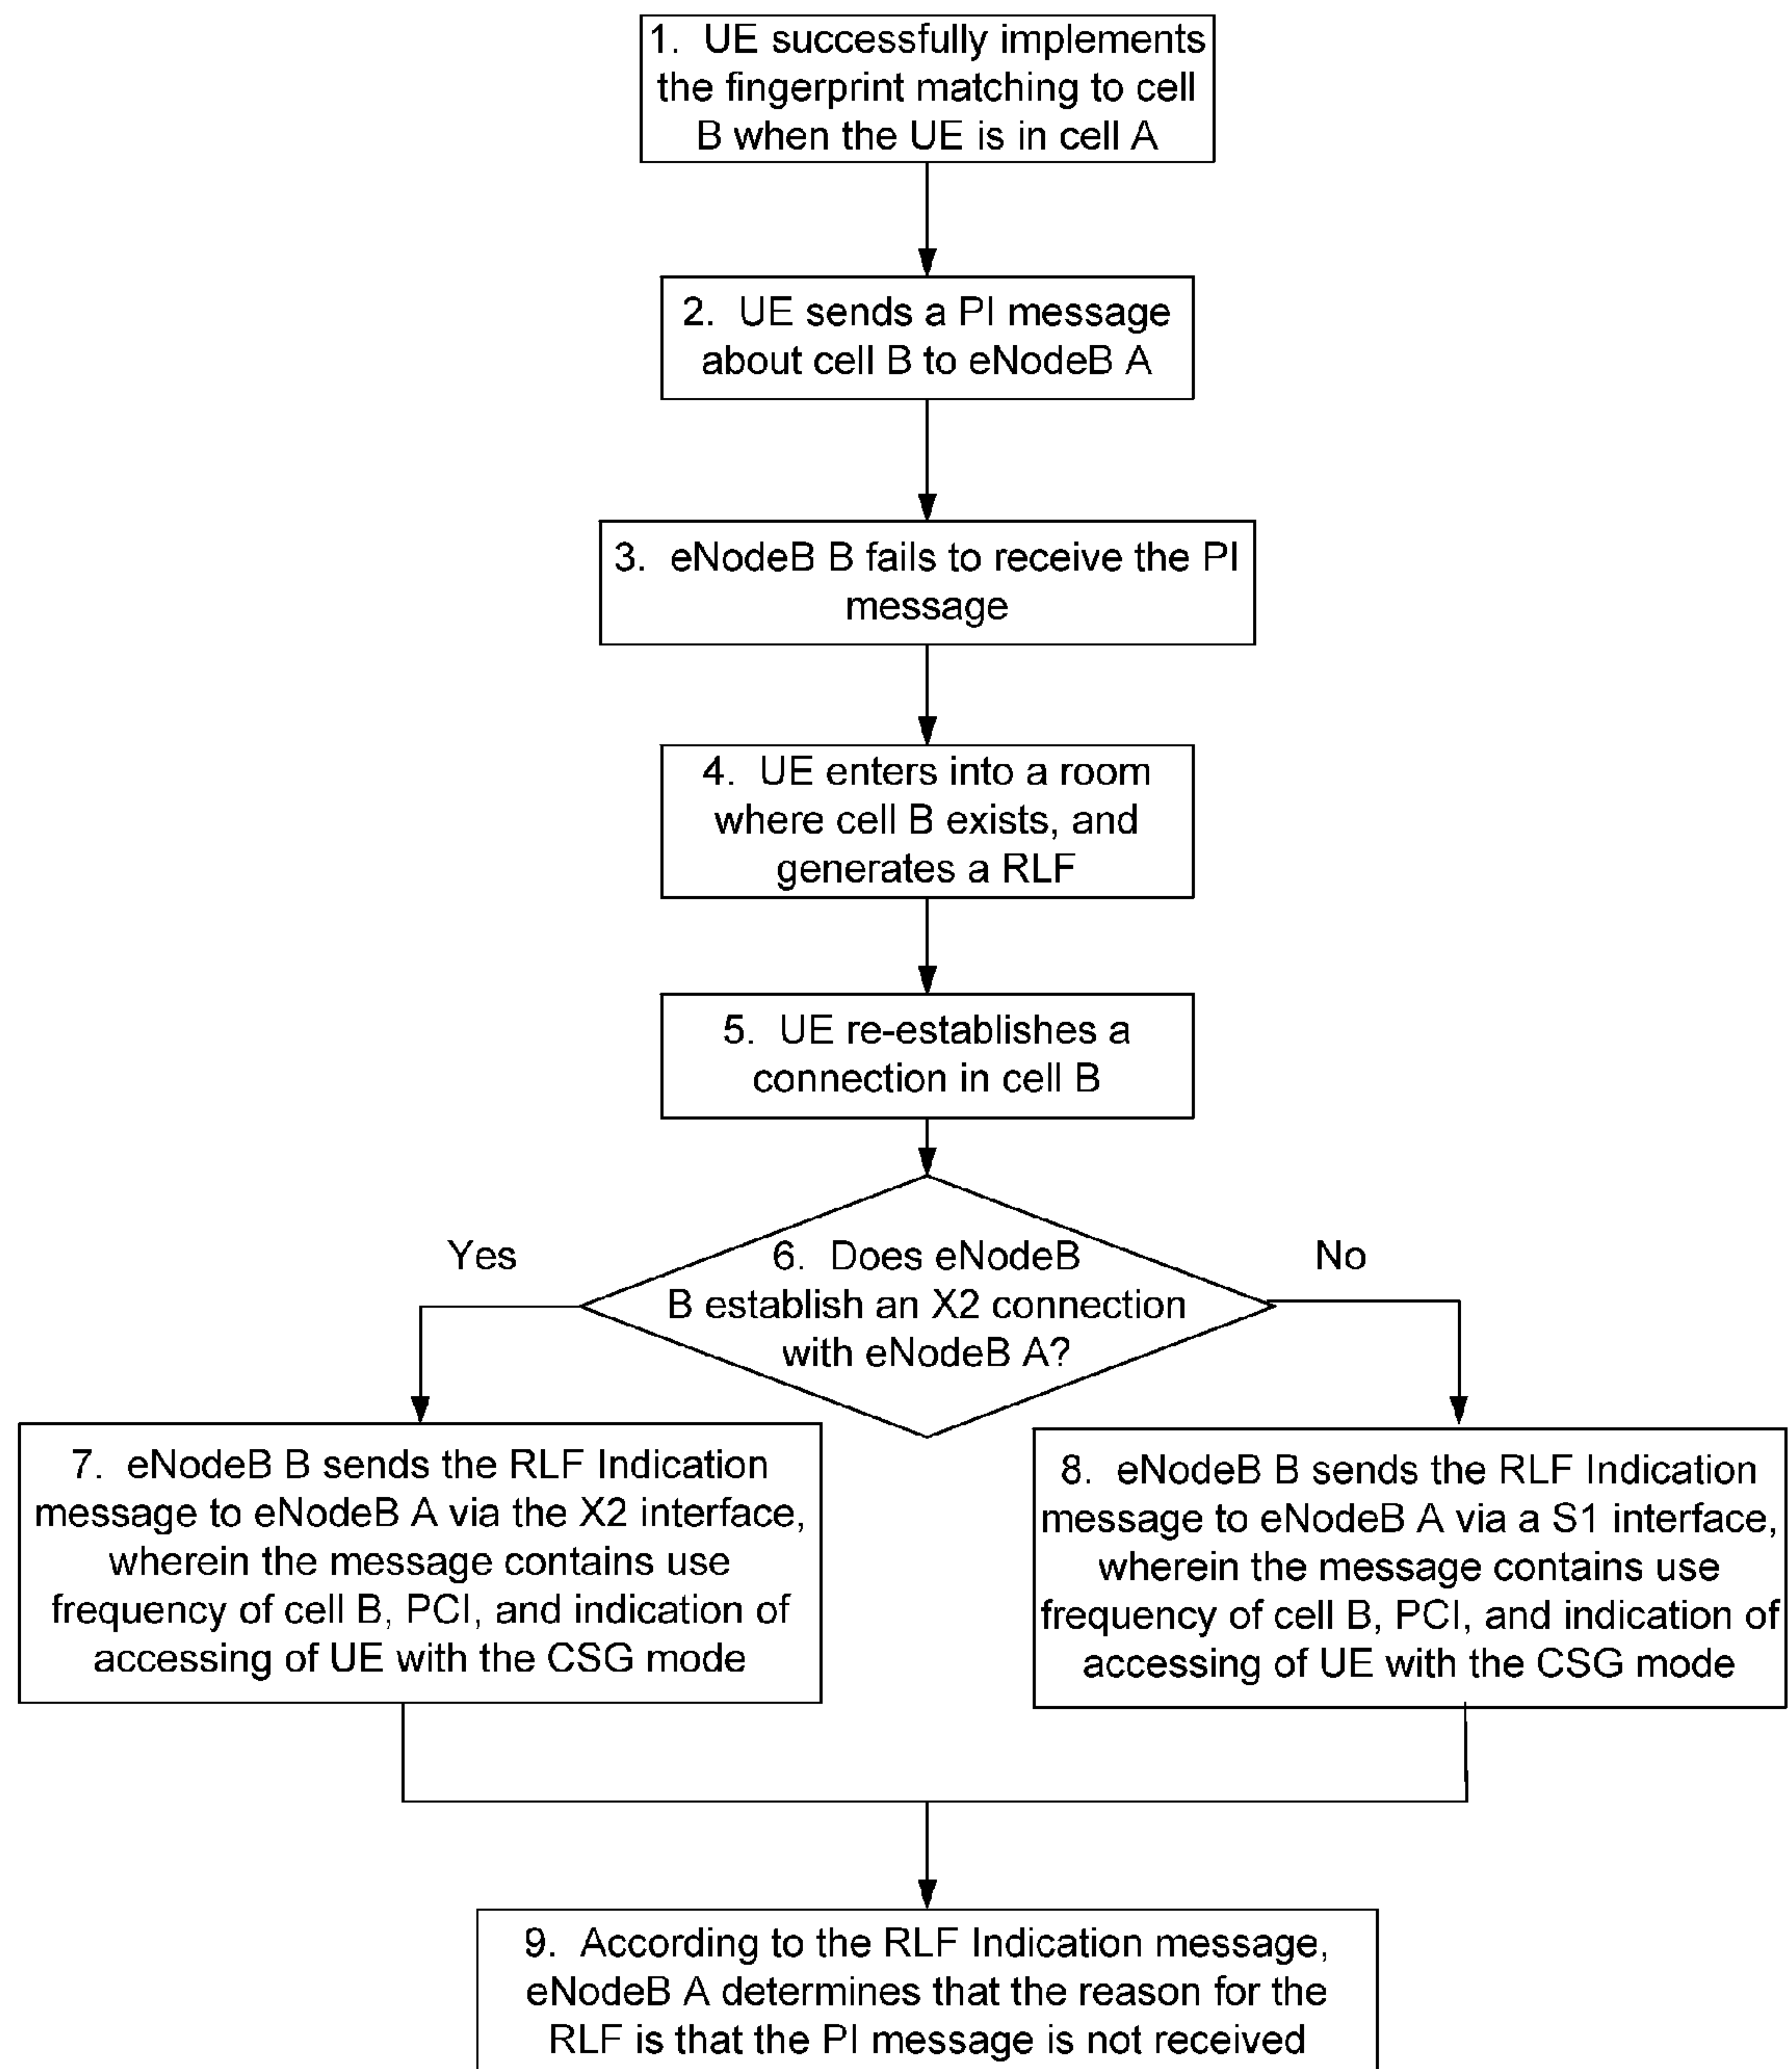 1. UE successfully implements
the fingerprint matching to cell
B when the UE is in cell A
2. UE sends a PI message
about cell B to eNodeB A
3. eNodeB B fails to receive the PI
message
4. UE enters into a room
where cell B exists, and
generates a RLF
5. UE re-establishes a
connection in cell B
Yes
6. Does eNodeB
B establish an X2 connection
with eNodeB A?
No
7. eNodeB B sends the RLF Indication
message to eNodeB A via the X2 interface,
wherein the message contains use
frequency of cell B, PCI, and indication of
accessing of UE with the CSG mode
8. eNodeB B sends the RLF Indication
message to eNodeB A via a S1 interface,
wherein the message contains use
frequency of cell B, PCI, and indication of
accessing of UE with the CSG mode
9. According to the RLF Indication message,
eNodeB A determines that the reason for the
RLF is that the PI message is not received